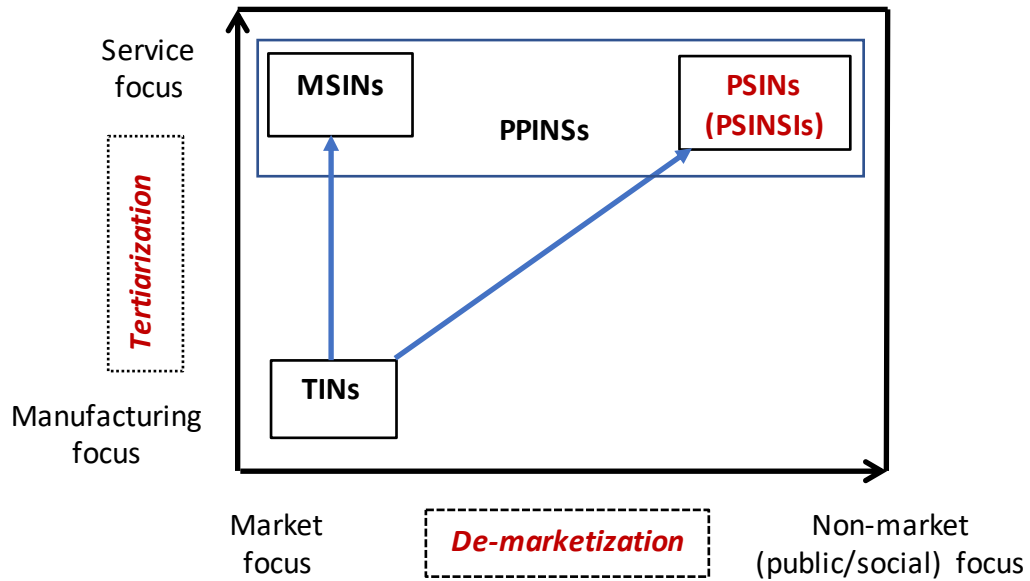 Service
focus
MSINs
PPINSs
PSINs
(PSINSIs)
Tertiarization
TINs
Manufacturing
focus
Market
focus
De-marketization
Non-market
(public/social) focus